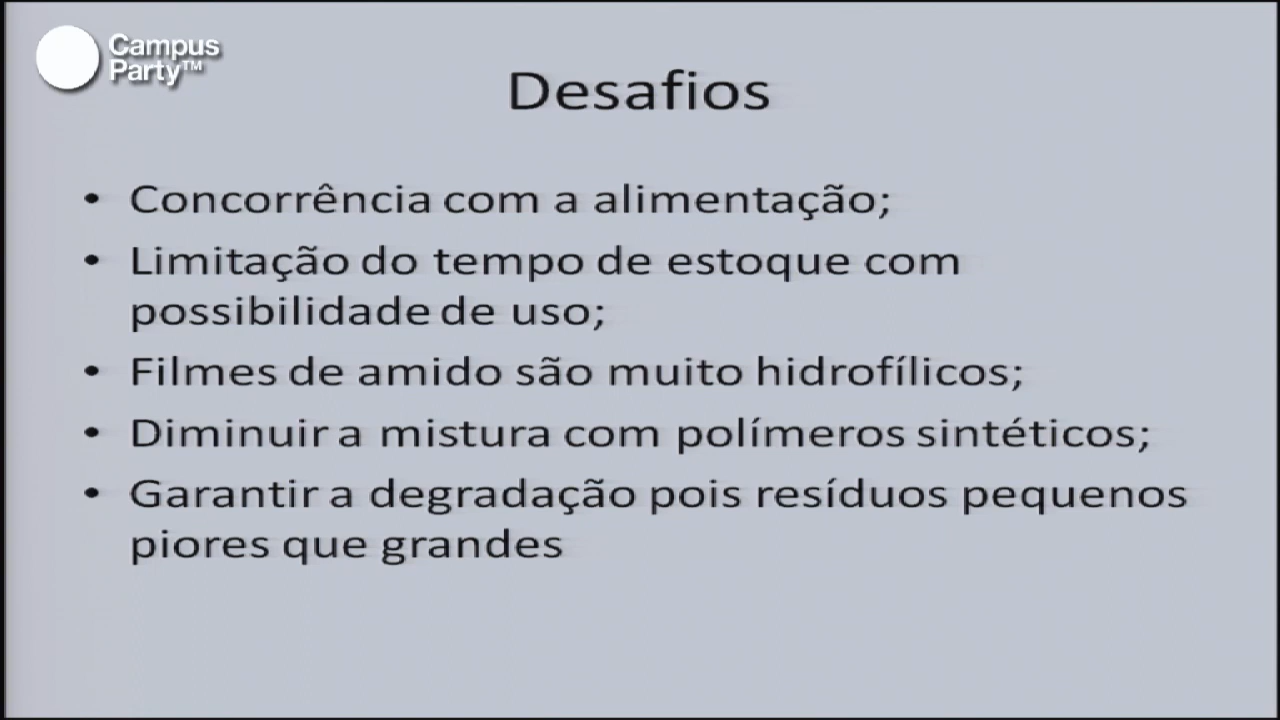 Campus
Party™
Desafios
• Concorrência com a alimentação;
• Limitação do tempo de estoque com
possibilidade de uso;
• Filmes de amido são muito hidrofílicos;
• Diminuir a mistura com polímeros sintéticos;
• Garantir a degradação pois resíduos pequenos
piores que grandes